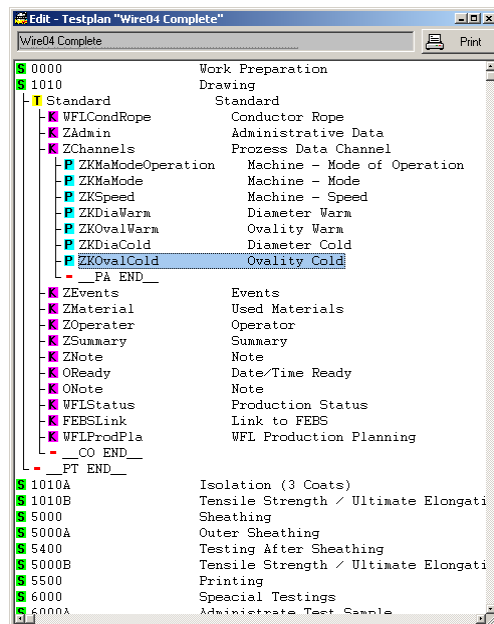 Edit - Testplan "Wire04 Complete"
Wire04 Complete Print
S 0000 Work Preparation
S 1010 Drawing
T Standard Standard
K WFLCondRope Conductor Rope
K ZAdmin Administrative Data
K ZChannels Prozess Data Channel
P ZKMaModeOperation Machine - Mode of Operation
P ZKMaMode Machine - Mode
P ZKSpeed Machine - Speed
P ZKDiaWarm Diameter Warm
P ZKOvalWarm Ovality Warm
P ZKDiaCold Diameter Cold
P ZKOvalCold Ovality Cold
__PA END__
K ZEvents Events
K ZMaterial Used Materials
K ZOperater Operator
K ZSummary Summary
K ZNote Note
K OReady Date/Time Ready
K ONote Note
K WFLStatus Production Status
K FEBSLink Link to FEBS
K WFLProdPla WFL Production Planning
__CO END__
__PT END__
S 1010A Isolation (3 Coats)
S 1010B Tensile Strength / Ultimate Elongati
S 5000 Sheathing
S 5000A Outer Sheathing
S 5400 Testing After Sheathing
S 5000B Tensile Strength / Ultimate Elongati
S 5500 Printing
S 6000 Speacial Testings
S 6000A Administrate Test Sample